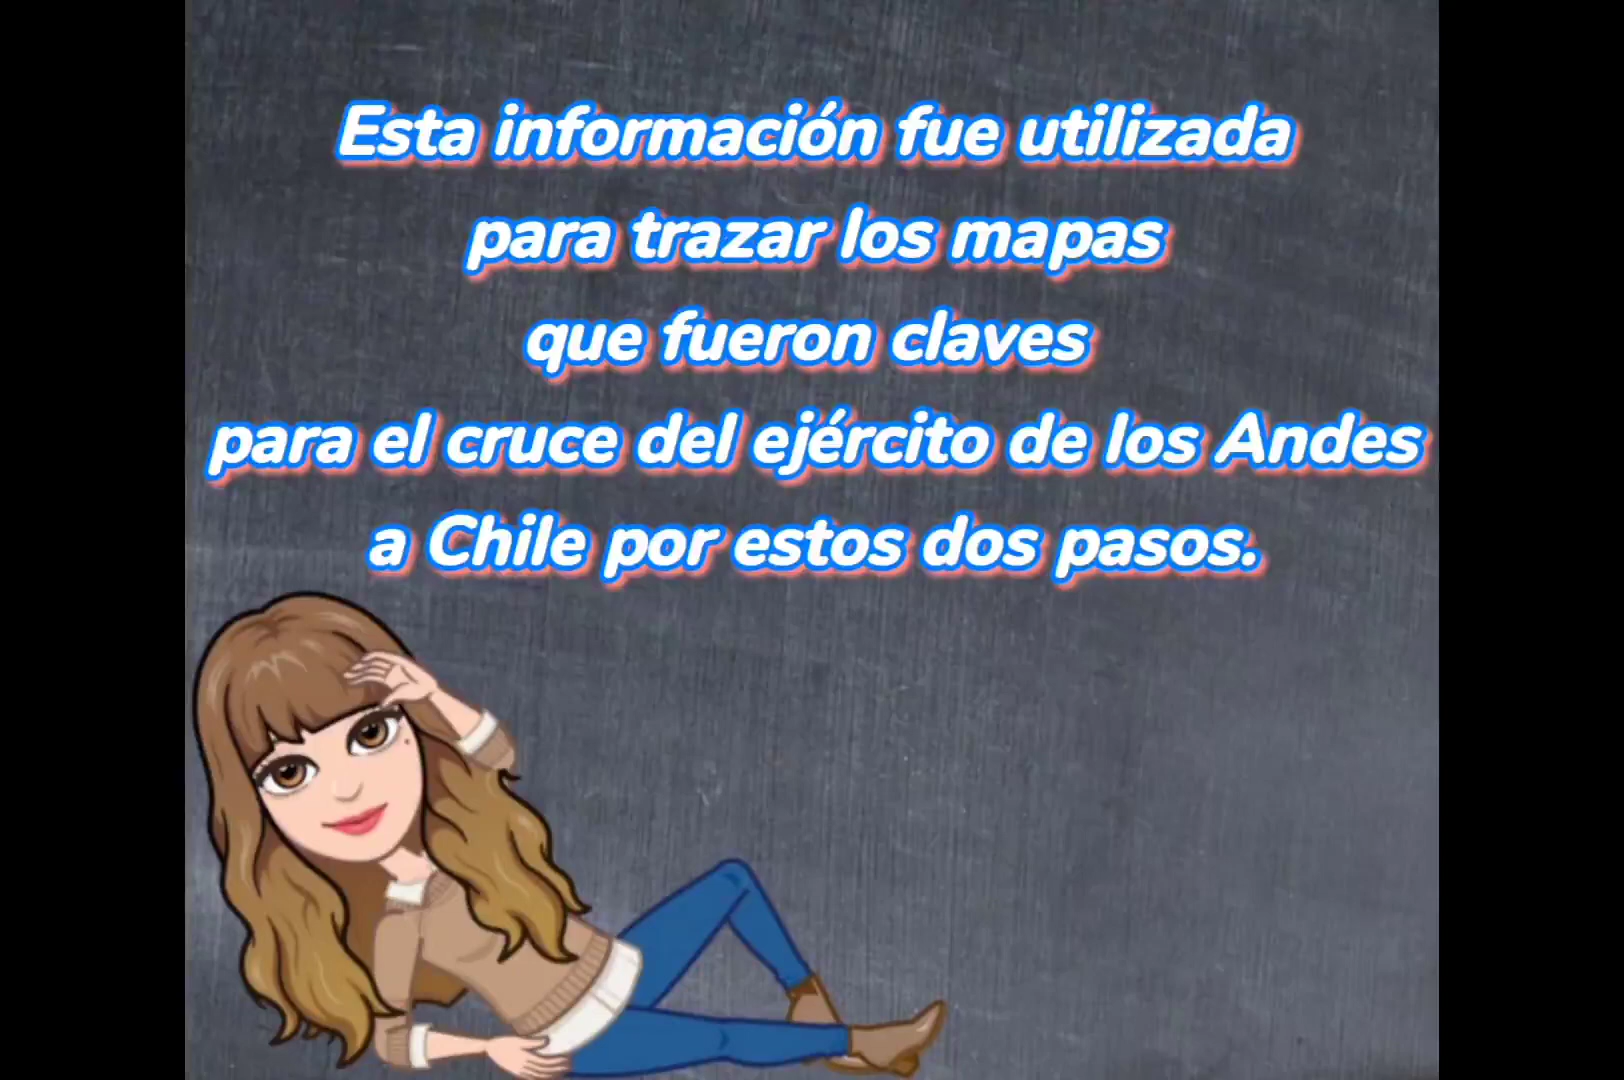 Esta información fue utilizada
para trazar los mapas
que fueron claves
para el cruce del ejército de los Andes
a Chile por estos dos pasos.